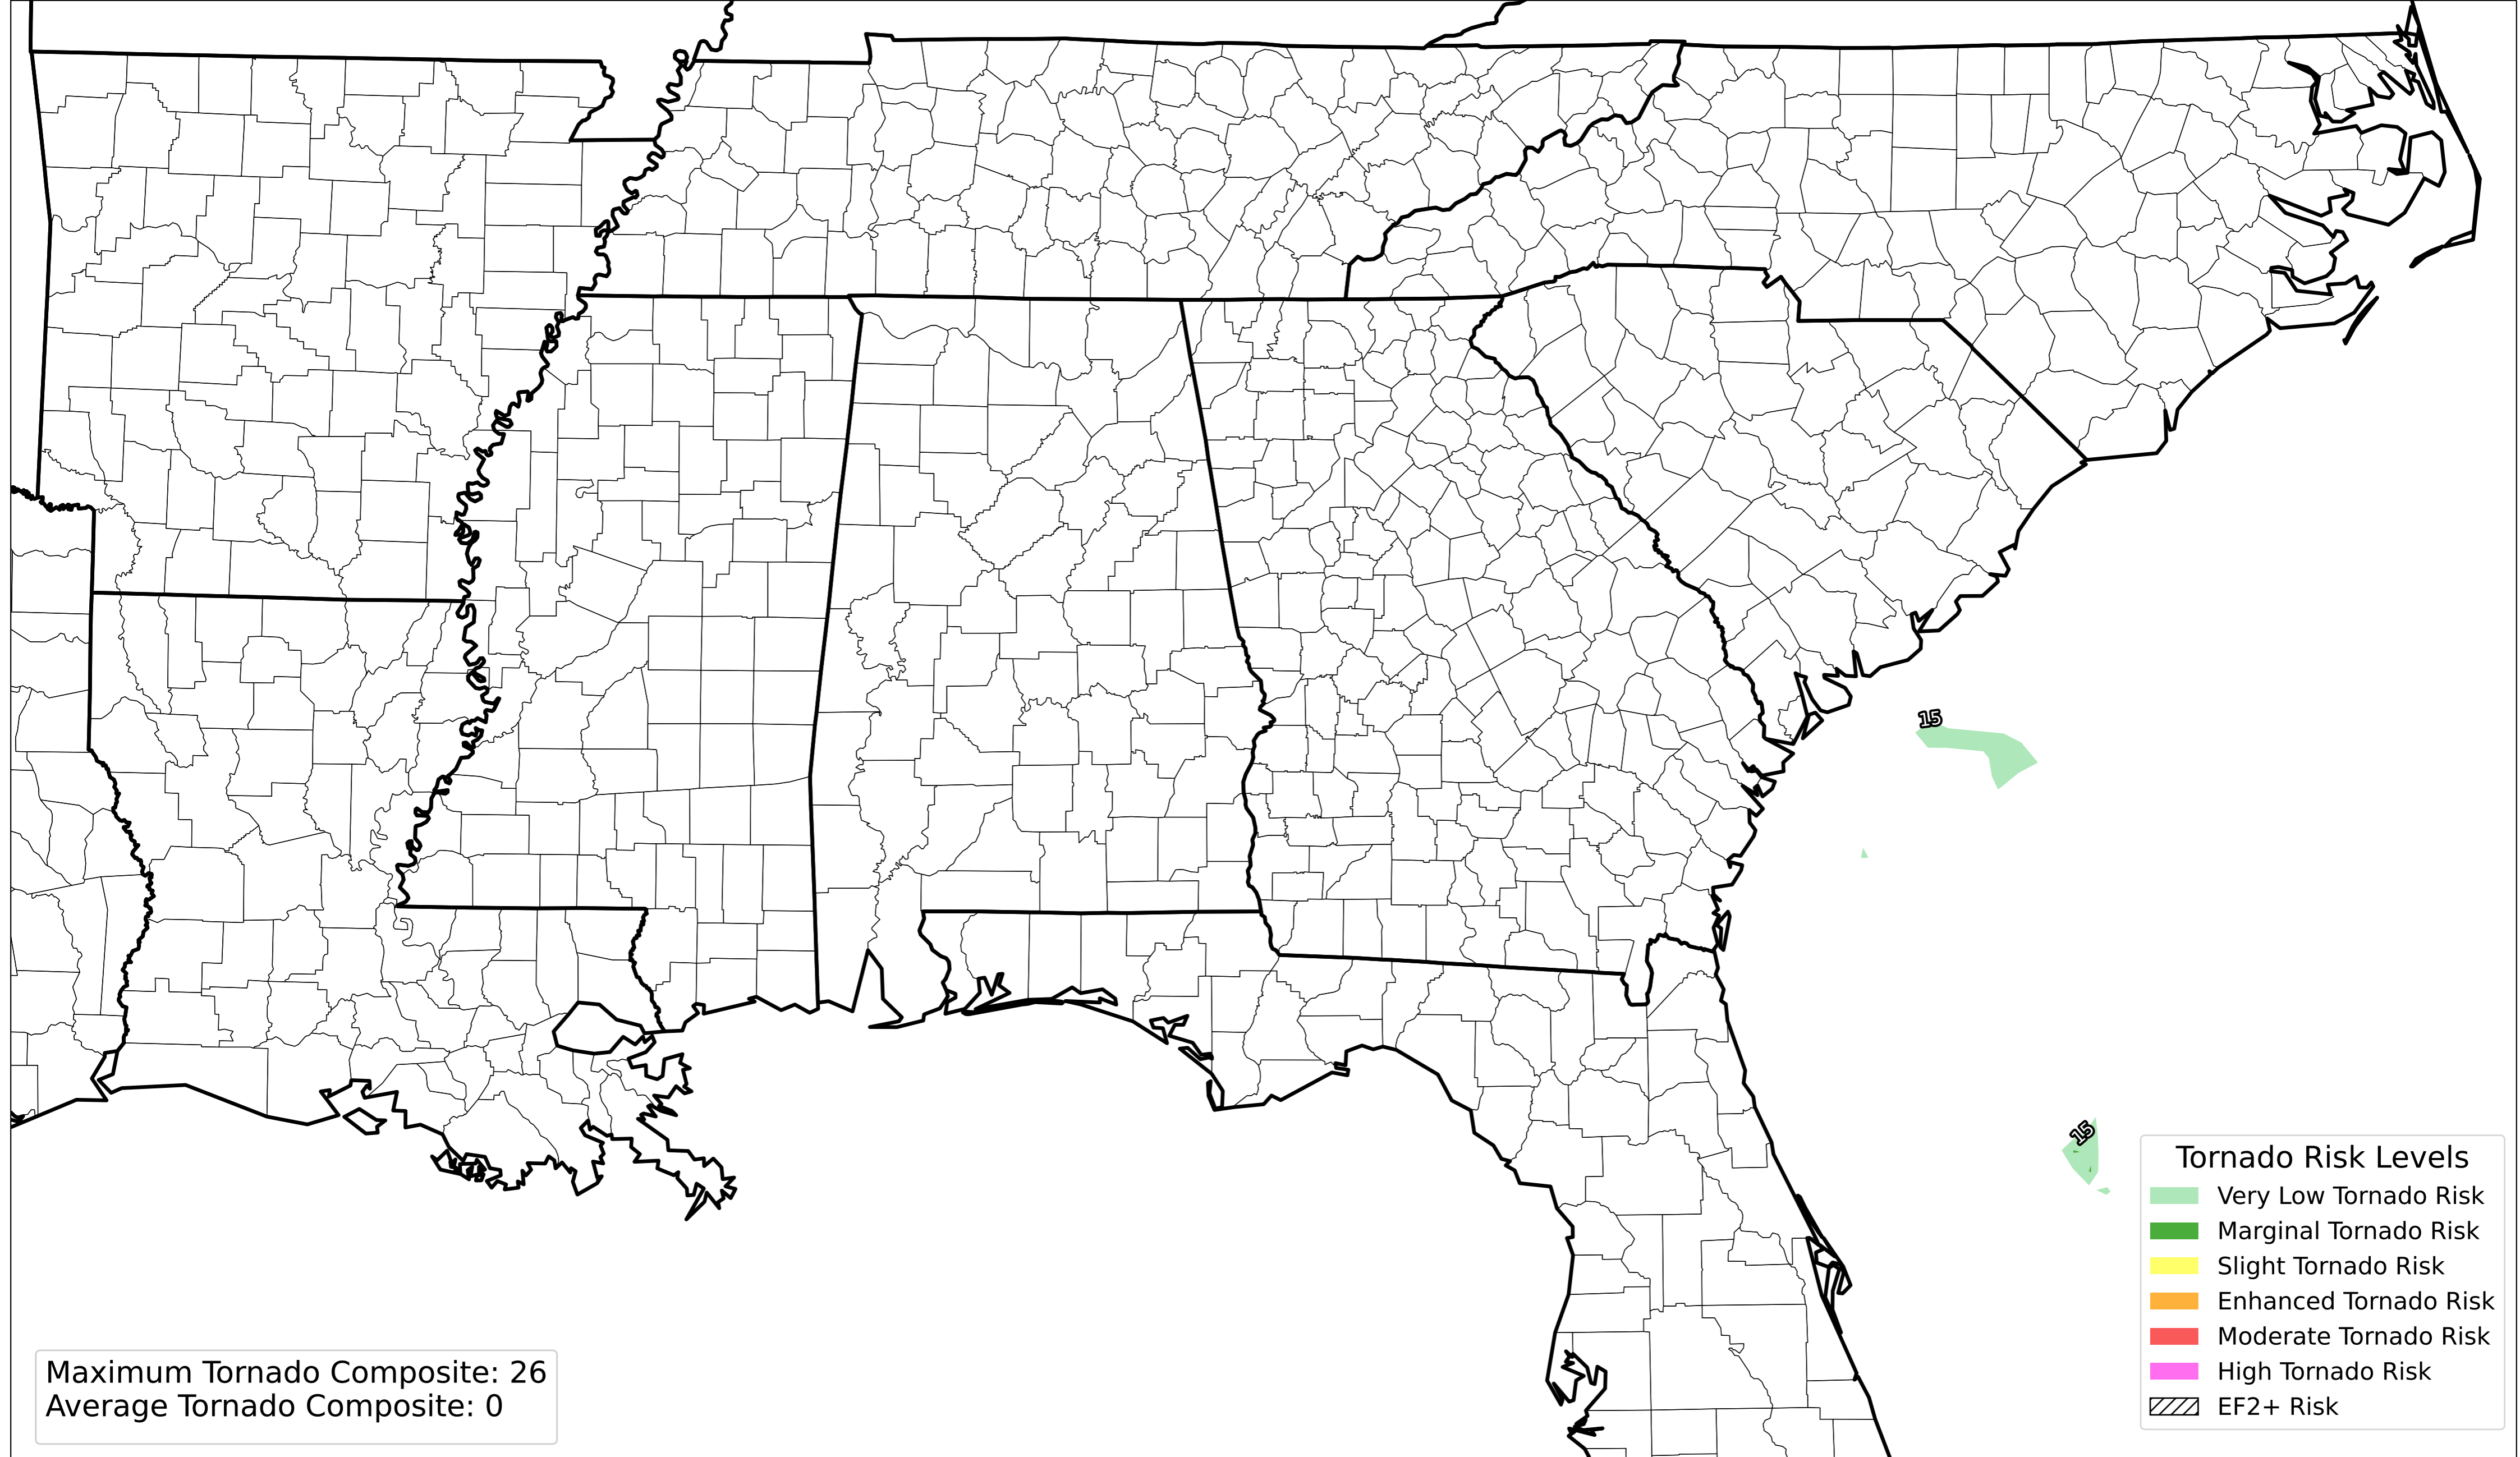 15
15
Tornado Risk Levels
Very Low Tornado Risk
Marginal Tornado Risk
Slight Tornado Risk
Enhanced Tornado Risk
Moderate Tornado Risk
High Tornado Risk
EF2+ Risk
Maximum Tornado Composite: 26
Average Tornado Composite: 0